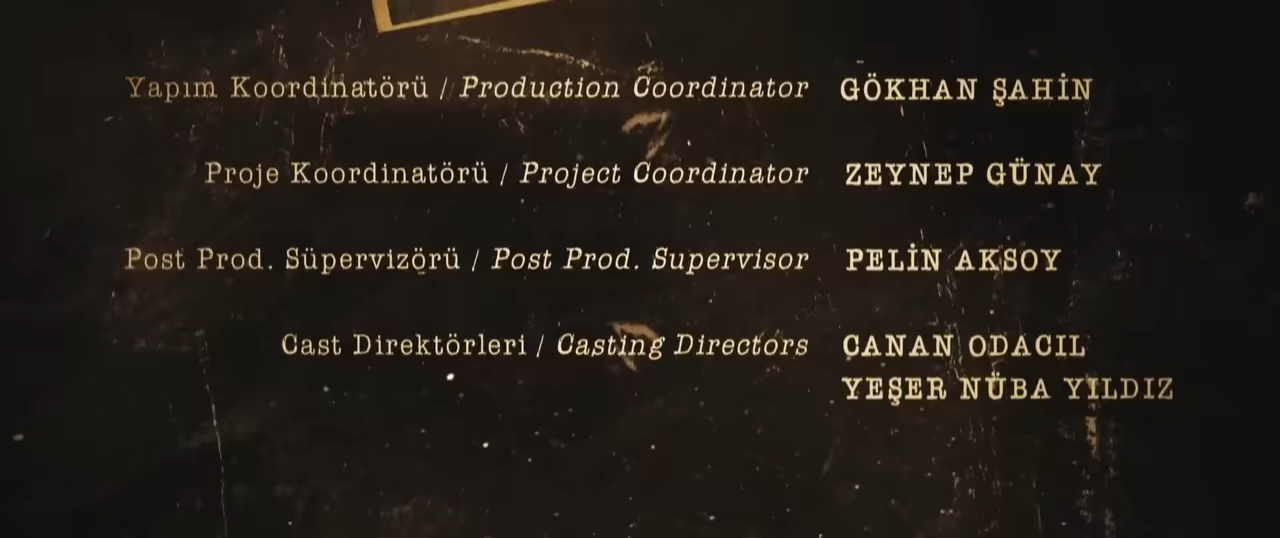 Yapım Koordinatörü / Production Coordinator GÖKHAN ŞAHİN
Proje Koordinatörü / Project Coordinator ZEYNEP GÜNAY
Post Prod. Süpervizörü / Post Prod. Supervisor PELİN AKSOY
Cast Direktörleri / Casting Directors CANAN ODACIL
YEŞER NÜBA YILDIZ